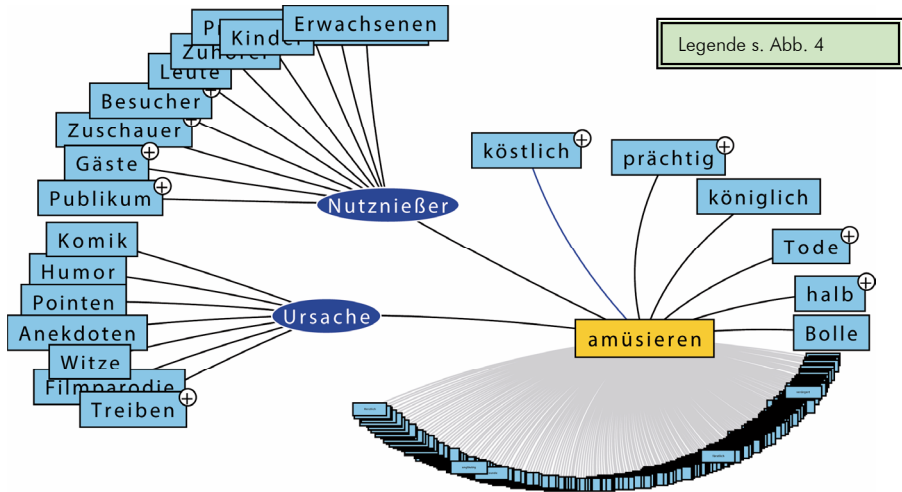 Erwachsenen
Kinder
Zuhörer
Leute
Besucher
Zuschauer
Gäste
Publikum
Nutznießer
Komik
Humor
Pointen
Anekdoten
Witze
Filmparodie
Treiben
Ursache
Legende s. Abb. 4
köstlich
prächtig
königlich
Tode
halb
Bolle
amüsieren